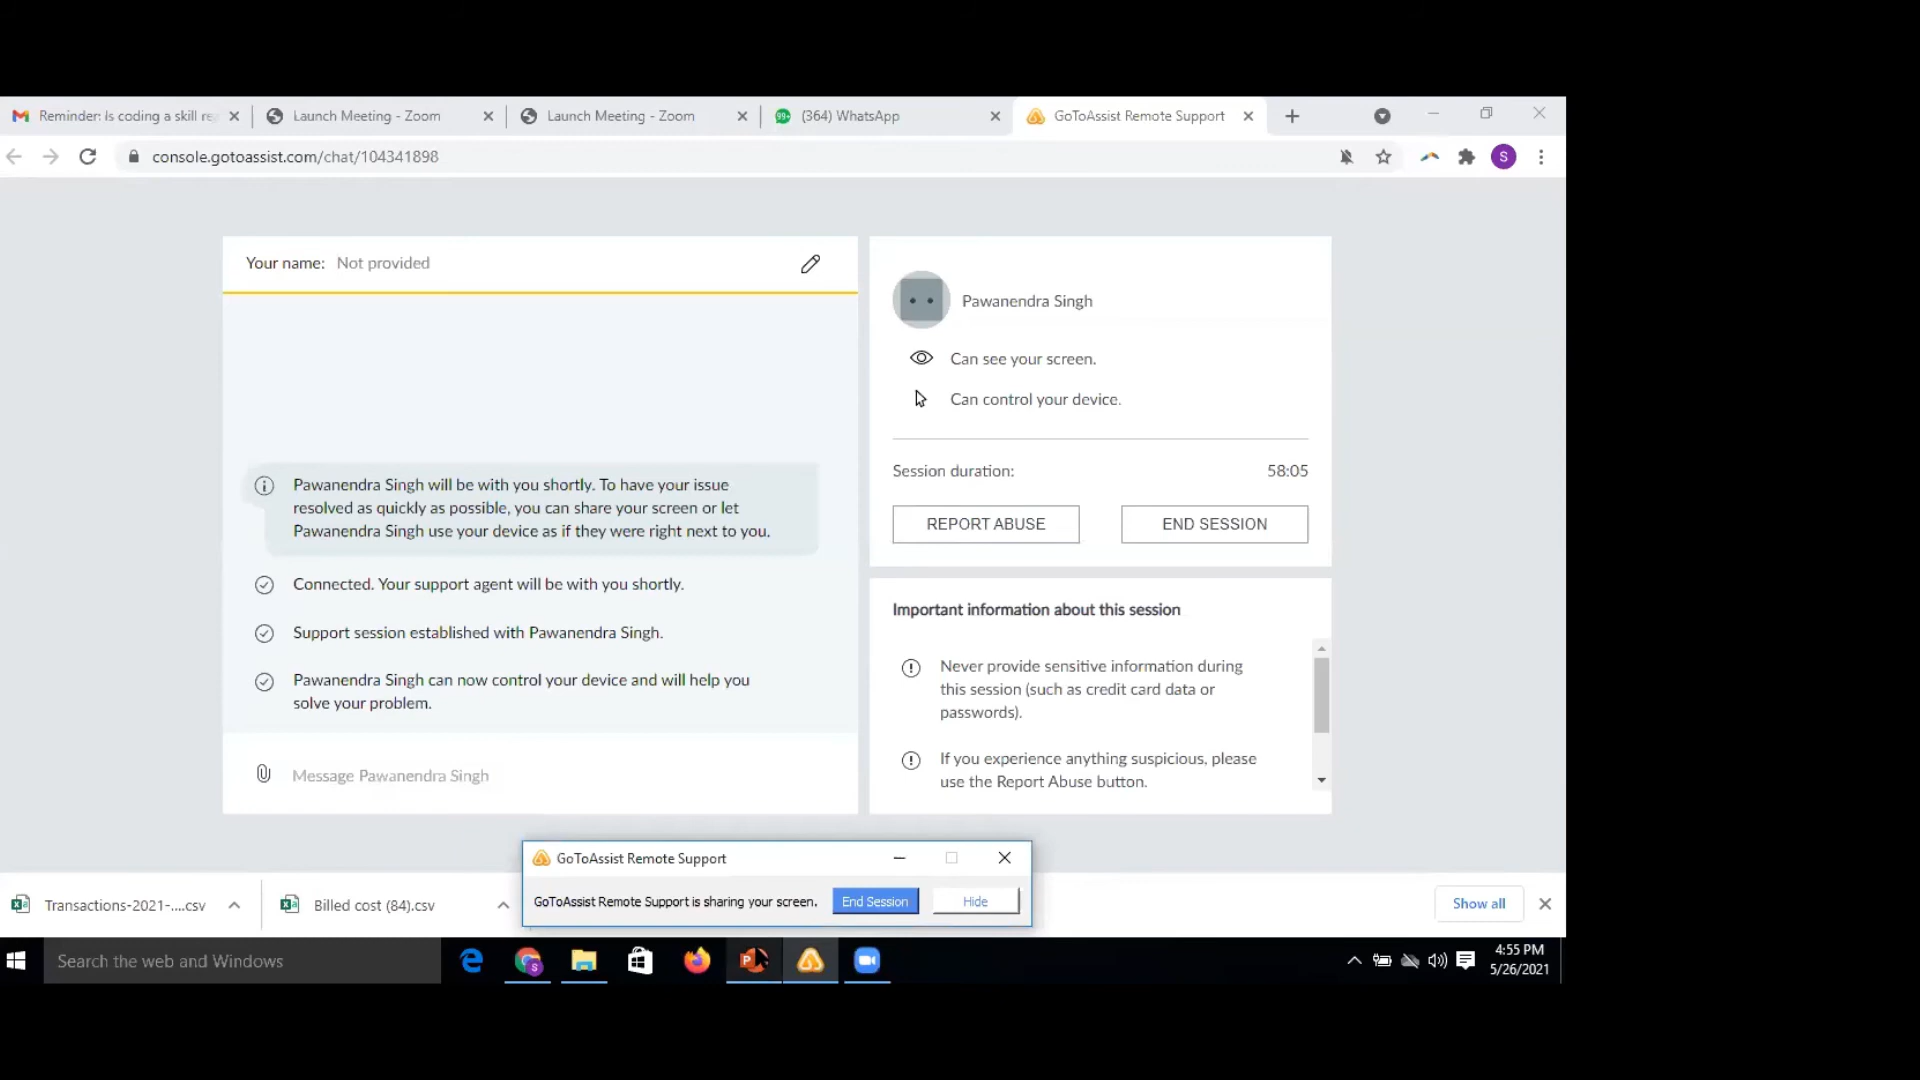 Reminder: Is coding a skill re
Launch Meeting - Zoom
Launch Meeting - Zoom
99+
(364) WhatsApp
GoToAssist Remote Support
console.gotoassist.com/chat/104341898
S
Your name: Not provided
Pawanendra Singh will be with you shortly. To have your issue
resolved as quickly as possible, you can share your screen or let
Pawanendra Singh use your device as if they were right next to you.
Connected. Your support agent will be with you shortly.
Support session established with Pawanendra Singh.
Pawanendra Singh can now control your device and will help you
solve your problem.
Message Pawanendra Singh
Pawanendra Singh
Can see your screen.
Can control your device.
Session duration: 58:05
REPORT ABUSE
END SESSION
Important information about this session
Never provide sensitive information during
this session (such as credit card data or
passwords).
If you experience anything suspicious, please
use the Report Abuse button.
GoToAssist Remote Support
GoToAssist Remote Support is sharing your screen.
End Session
Hide
Transactions-2021-....csv
Billed cost (84).csv
Show all
Search the web and Windows
4:55 PM
5/26/2021